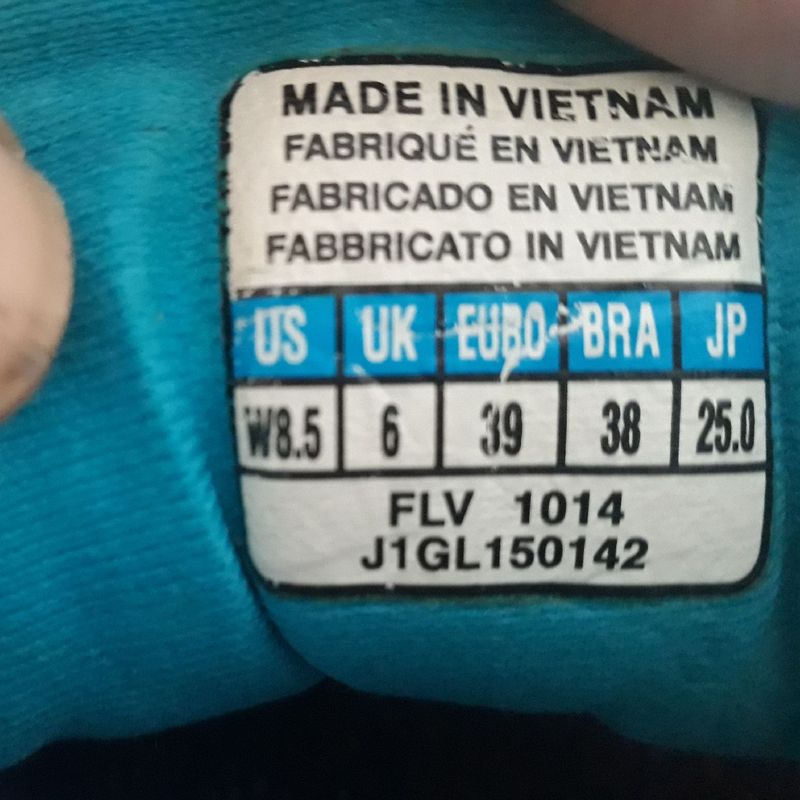 MADE IN VIETNAM
FABRIQUÉ EN VIETNAM
FABRICADO EN VIETNAM
FABBRICATO IN VIETNAM
US UK EURO BRA JP
W8.5 6 39 38 25.0
FLV 1014
J1GL150142